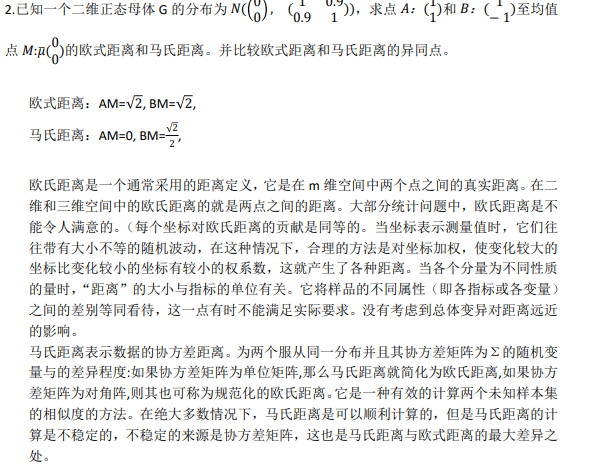 2.已知一个二维正态母体 G 的分布为 N((0 0), (1 0.9 0.9 1)), 求点 A: (1 1)和 B: (1 −1)至均值
点 M:μ(0 0)的欧式距离和马氏距离。并比较欧式距离和马氏距离的异同点。
欧式距离: AM=√2, BM=√2,
马氏距离: AM=0, BM=√2/2,
欧氏距离是一个通常采用的距离定义，它是在 m 维空间中两个点之间的真实距离。在二
维和三维空间中的欧氏距离的就是两点之间的距离。大部分统计问题中，欧氏距离是不
能令人满意的。（每个坐标对欧氏距离的贡献是同等的。当坐标表示测量值时，它们往
往带有大小不等的随机波动，在这种情况下，合理的方法是对坐标加权，使变化较大的
坐标比变化较小的坐标有较小的权系数，这就产生了各种距离。当各个分量为不同性质
的量时，“距离”的大小与指标的单位有关。它将样品的不同属性（即各指标或各变量）
之间的差别等同看待，这一点有时不能满足实际要求。没有考虑到总体变异对距离远近
的影响。
马氏距离表示数据的协方差距离。为两个服从同一分布并且其协方差矩阵为Σ的随机变
量与的差异程度:如果协方差矩阵为单位矩阵,那么马氏距离就简化为欧氏距离,如果协方
差矩阵为对角阵,则其也可称为规范化的欧氏距离。它是一种有效的计算两个未知样本集
的相似度的方法。在绝大多数情况下，马氏距离是可以顺利计算的，但是马氏距离的计
算是不稳定的，不稳定的来源是协方差矩阵，这也是马氏距离与欧式距离的最大差异之
处。